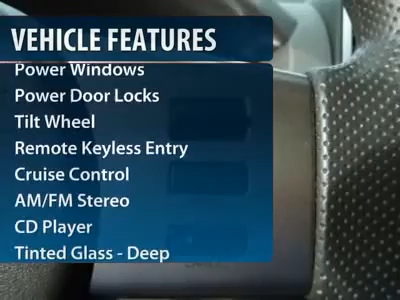 VEHICLE FEATURES
Power Windows
Power Door Locks
Tilt Wheel
Remote Keyless Entry
Cruise Control
AM/FM Stereo
CD Player
Tinted Glass - Deep